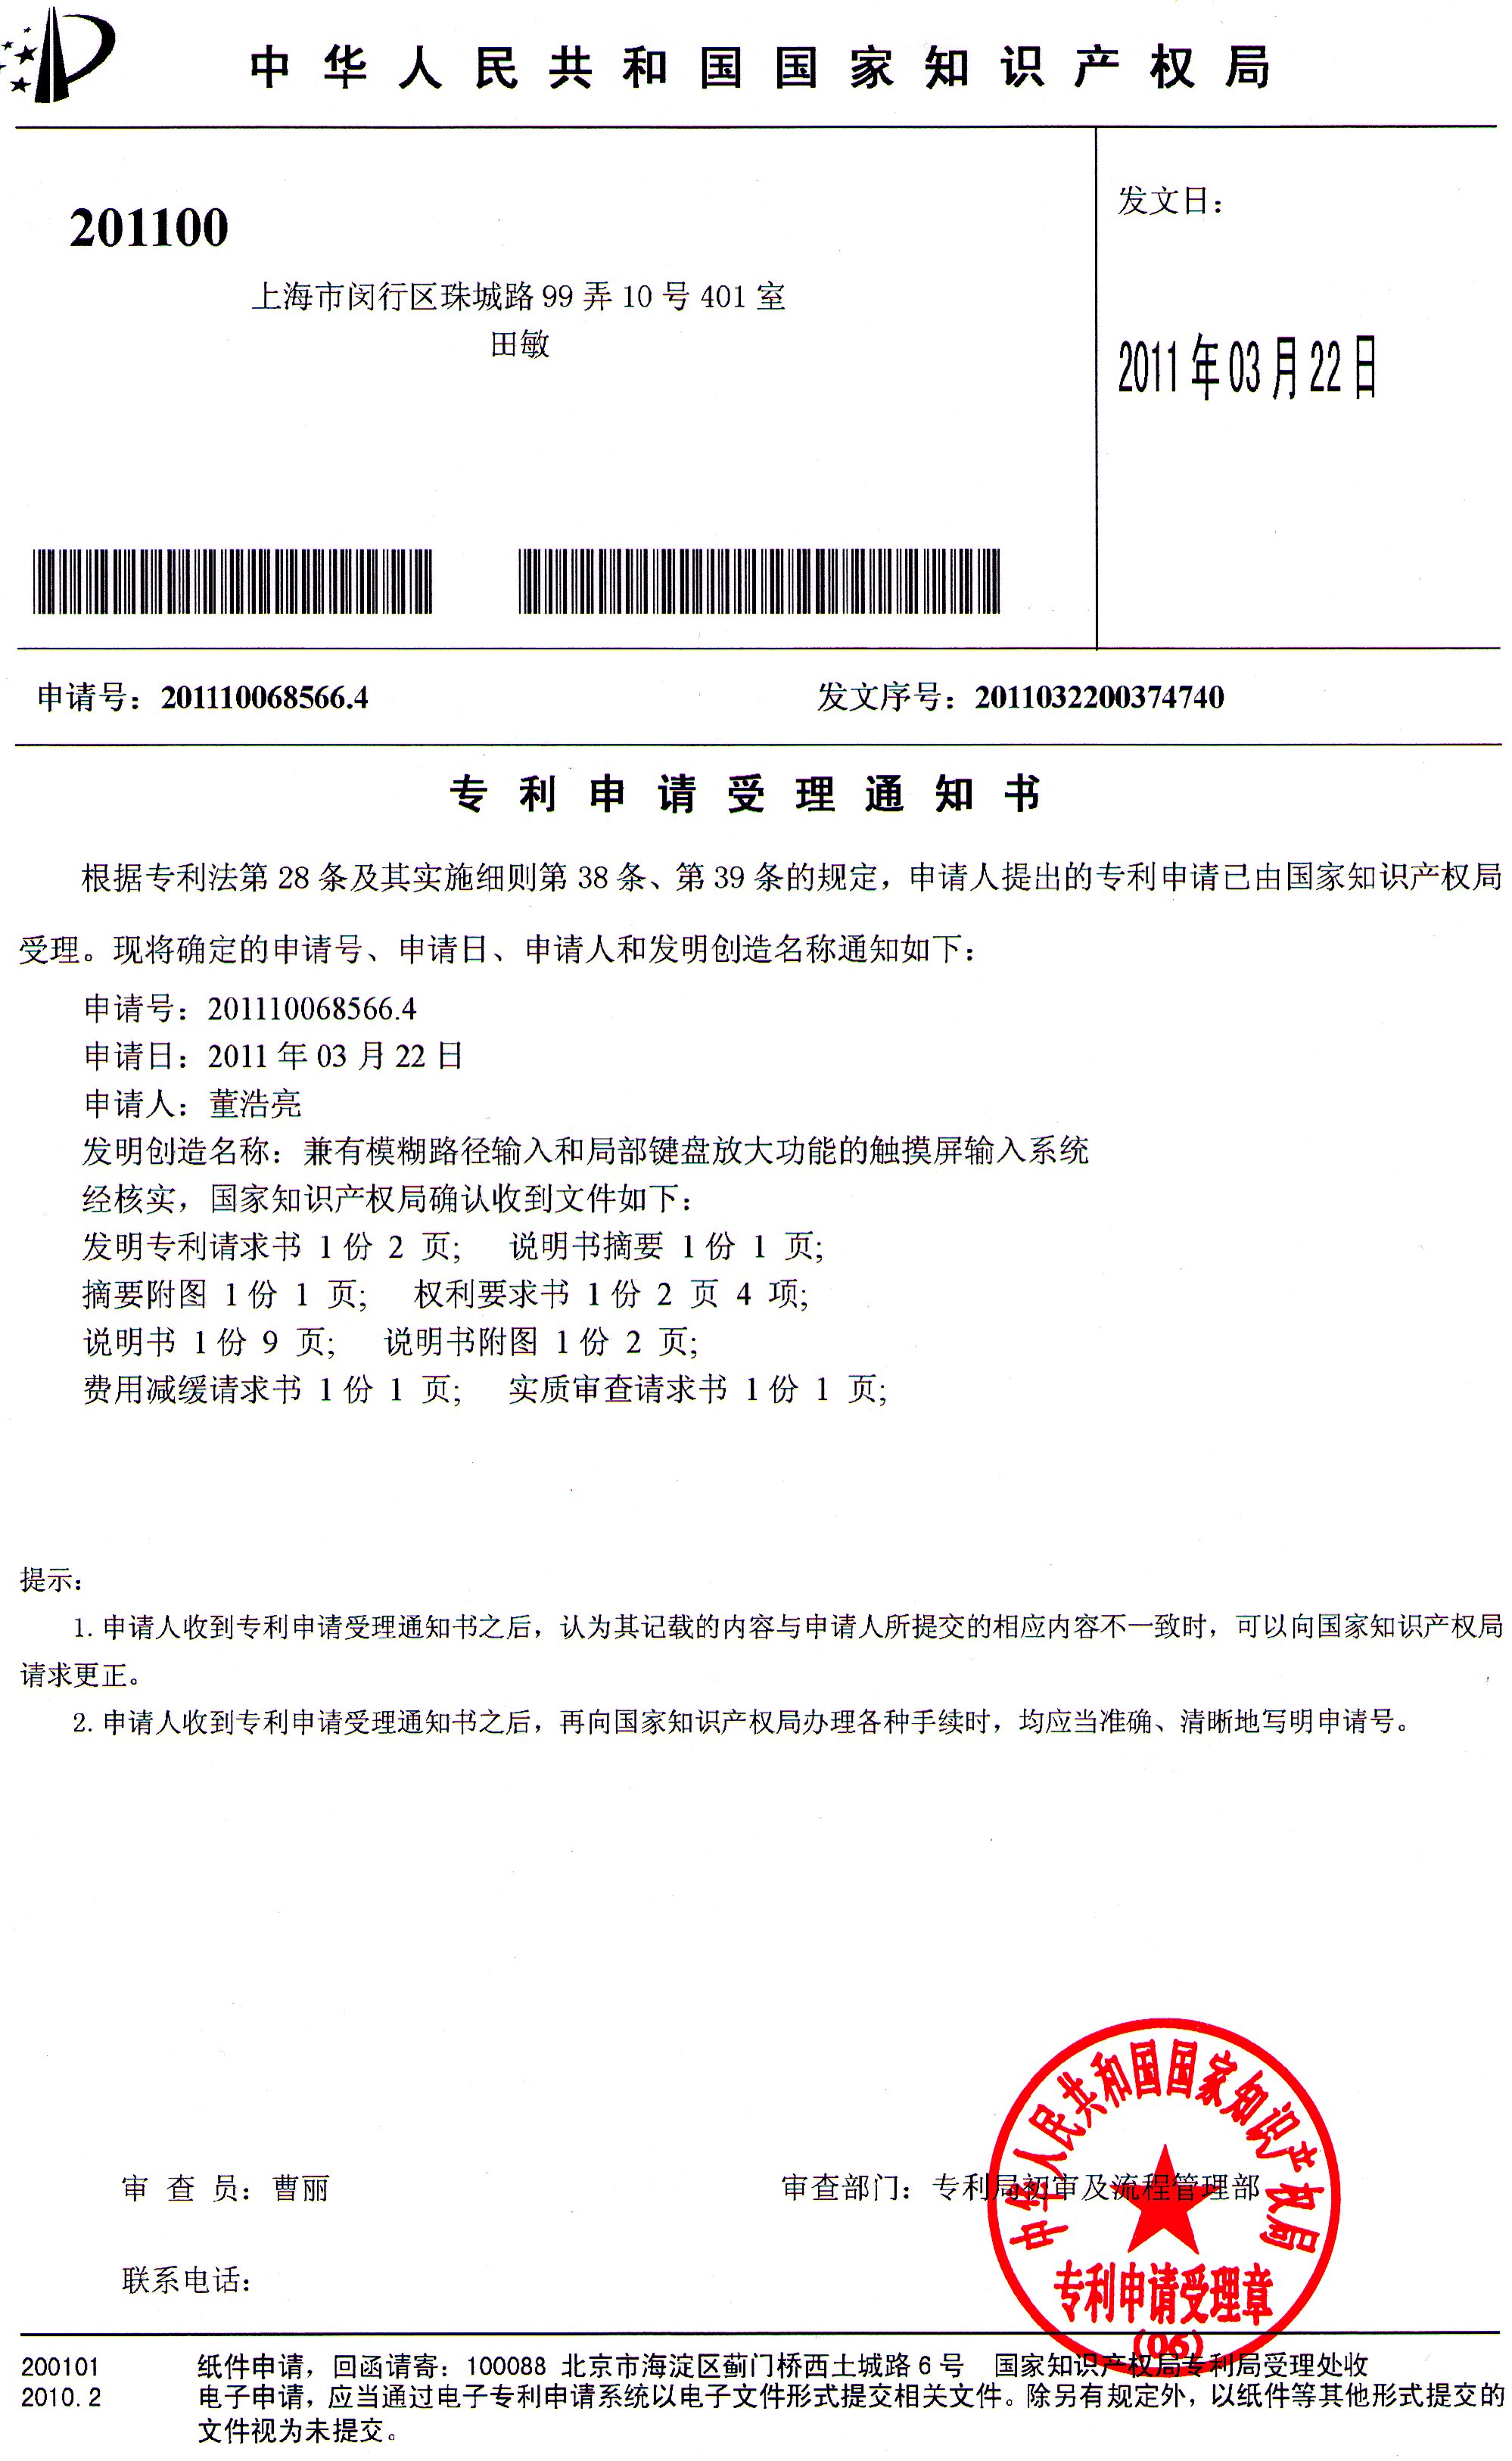 中华人民共和国国家知识产权局
201100
上海市闵行区珠城路 99 弄 10 号 401 室
田敏
发文日：
2011 年 03 月 22 日
申请号：201110068566.4
发文序号：2011032200374740
专利申请受理通知书
根据专利法第 28 条及其实施细则第 38 条、第 39 条的规定，申请人提出的专利申请已由国家知识产权局
受理。现将确定的申请号、申请日、申请人和发明创造名称通知如下：
申请号：201110068566.4
申请日：2011 年 03 月 22 日
申请人：董浩亮
发明创造名称：兼有模糊路径输入和局部键盘放大功能的触摸屏输入系统
经核实，国家知识产权局确认收到文件如下：
发明专利请求书 1 份 2 页; 说明书摘要 1 份 1 页;
摘要附图 1 份 1 页; 权利要求书 1 份 2 页 4 项;
说明书 1 份 9 页; 说明书附图 1 份 2 页;
费用减缓请求书 1 份 1 页; 实质审查请求书 1 份 1 页;
提示：
1. 申请人收到专利申请受理通知书之后，认为其记载的内容与申请人所提交的相应内容不一致时，可以向国家知识产权局
请求更正。
2. 申请人收到专利申请受理通知书之后，再向国家知识产权局办理各种手续时，均应当准确、清晰地写明申请号。
审 查 员：曹丽
审查部门：专利局初审及流程管理部
中华人民共和国国家知识产权局
专利申请受理章
(06)
联系电话：
200101
2010.2
纸件申请，回函请寄：100088 北京市海淀区蓟门桥西土城路 6 号 国家知识产权局专利局受理处收
电子申请，应当通过电子专利申请系统以电子文件形式提交相关文件。除另有规定外，以纸件等其他形式提交的
文件视为未提交。